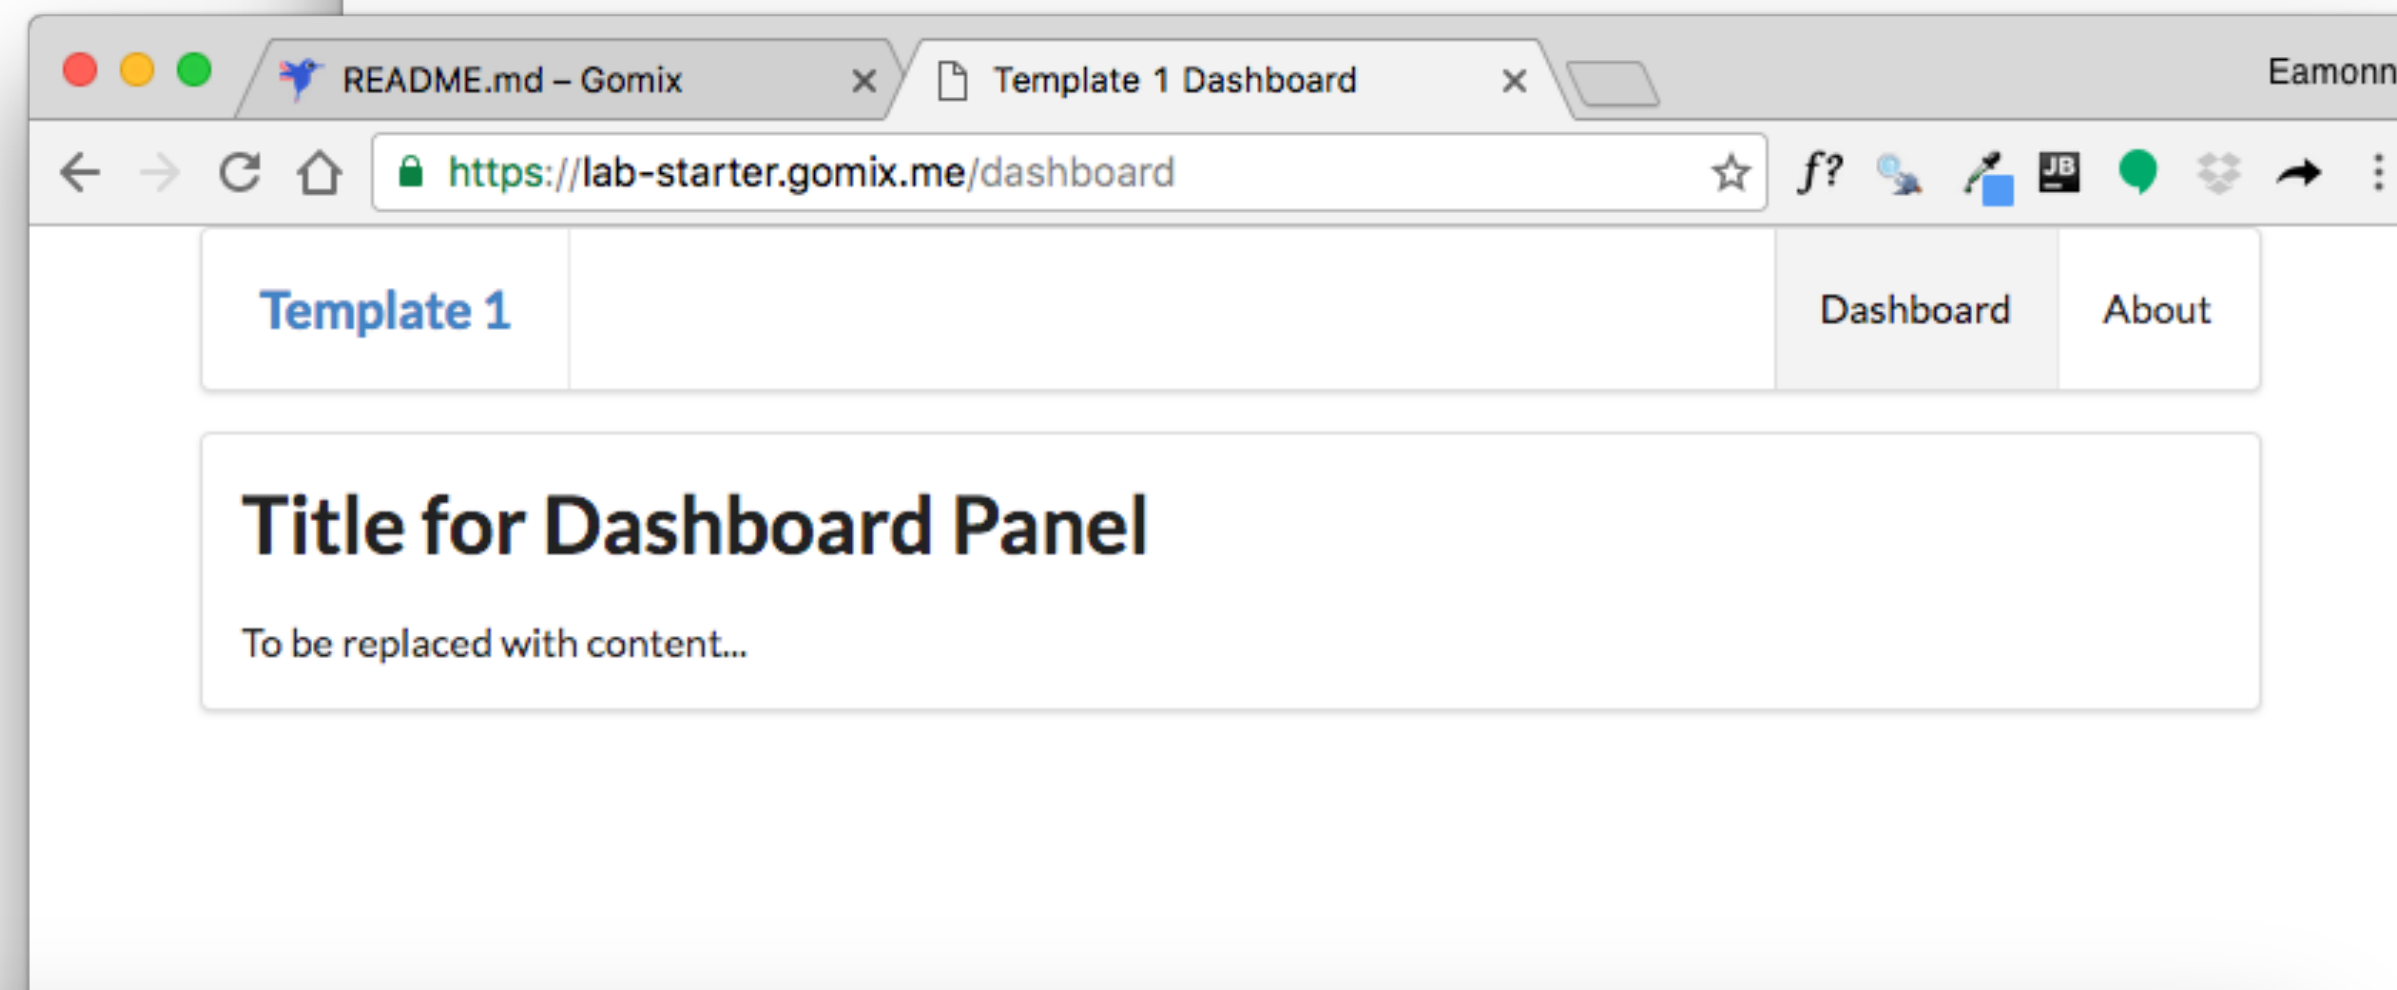 README.md – Gomix
Template 1 Dashboard
Eamonn
https://lab-starter.gomix.me/dashboard
f?
JB
Template 1
Dashboard
About
Title for Dashboard Panel
To be replaced with content...